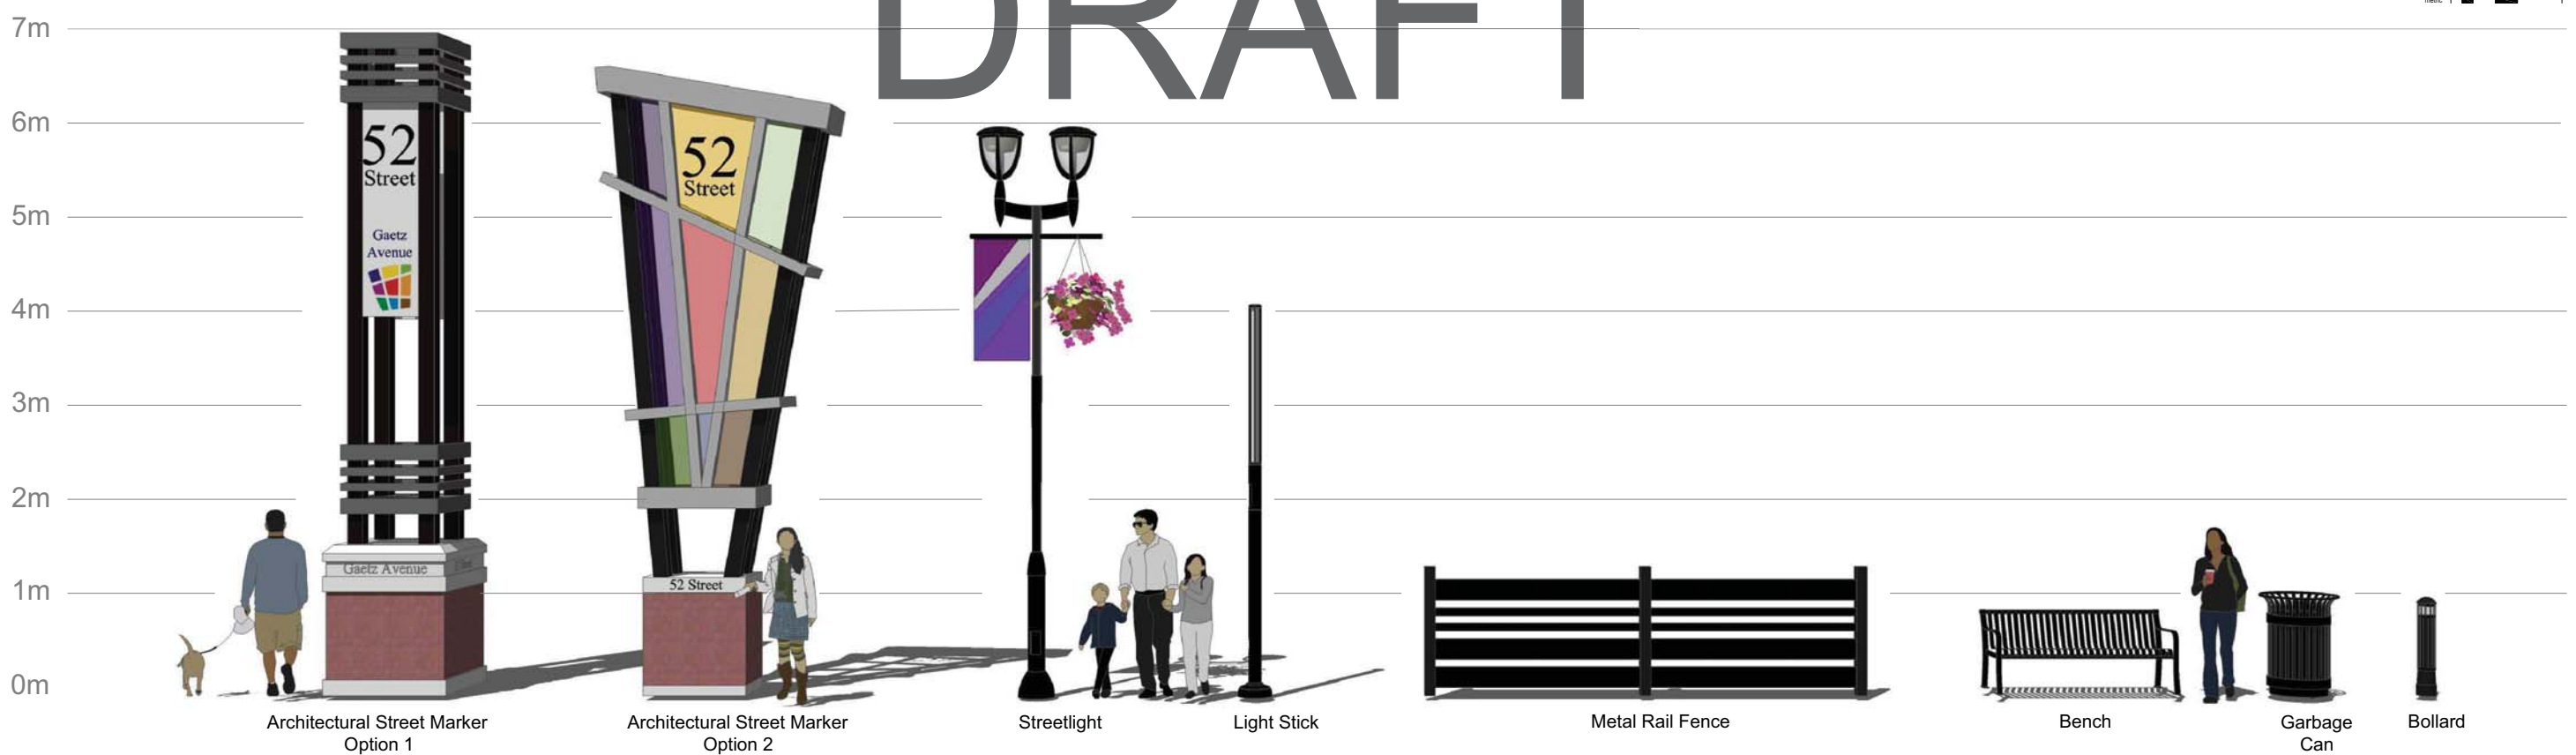 DRAFT
7m
6m
5m
4m
3m
2m
1m
0m
52
Street
Gaetz
Avenue
Gaetz Avenue
52
Street
52 Street
Architectural Street Marker
Option 1
Architectural Street Marker
Option 2
Streetlight
Light Stick
Metal Rail Fence
Bench
Garbage
Can
Bollard